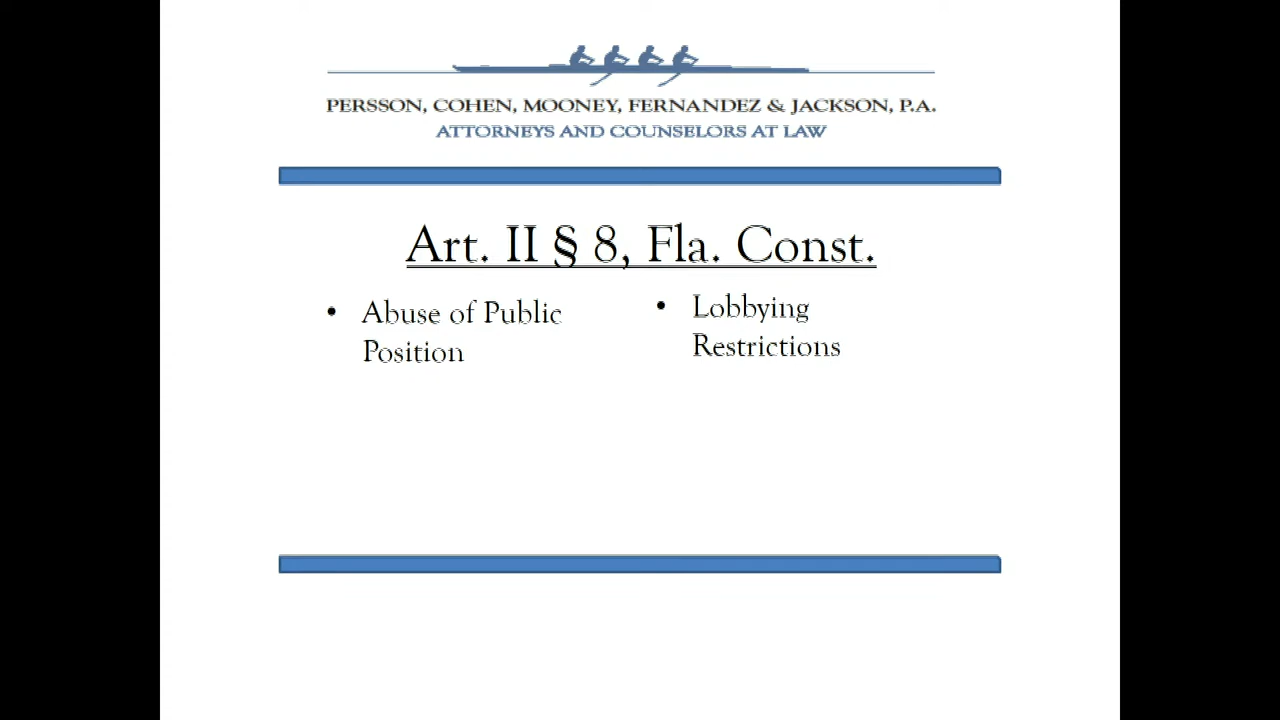 PERSSON, COHEN, MOONEY, FERNANDEZ & JACKSON, P.A.
ATTORNEYS AND COUNSELORS AT LAW
Art. II § 8, Fla. Const.
• Abuse of Public
Position
• Lobbying
Restrictions